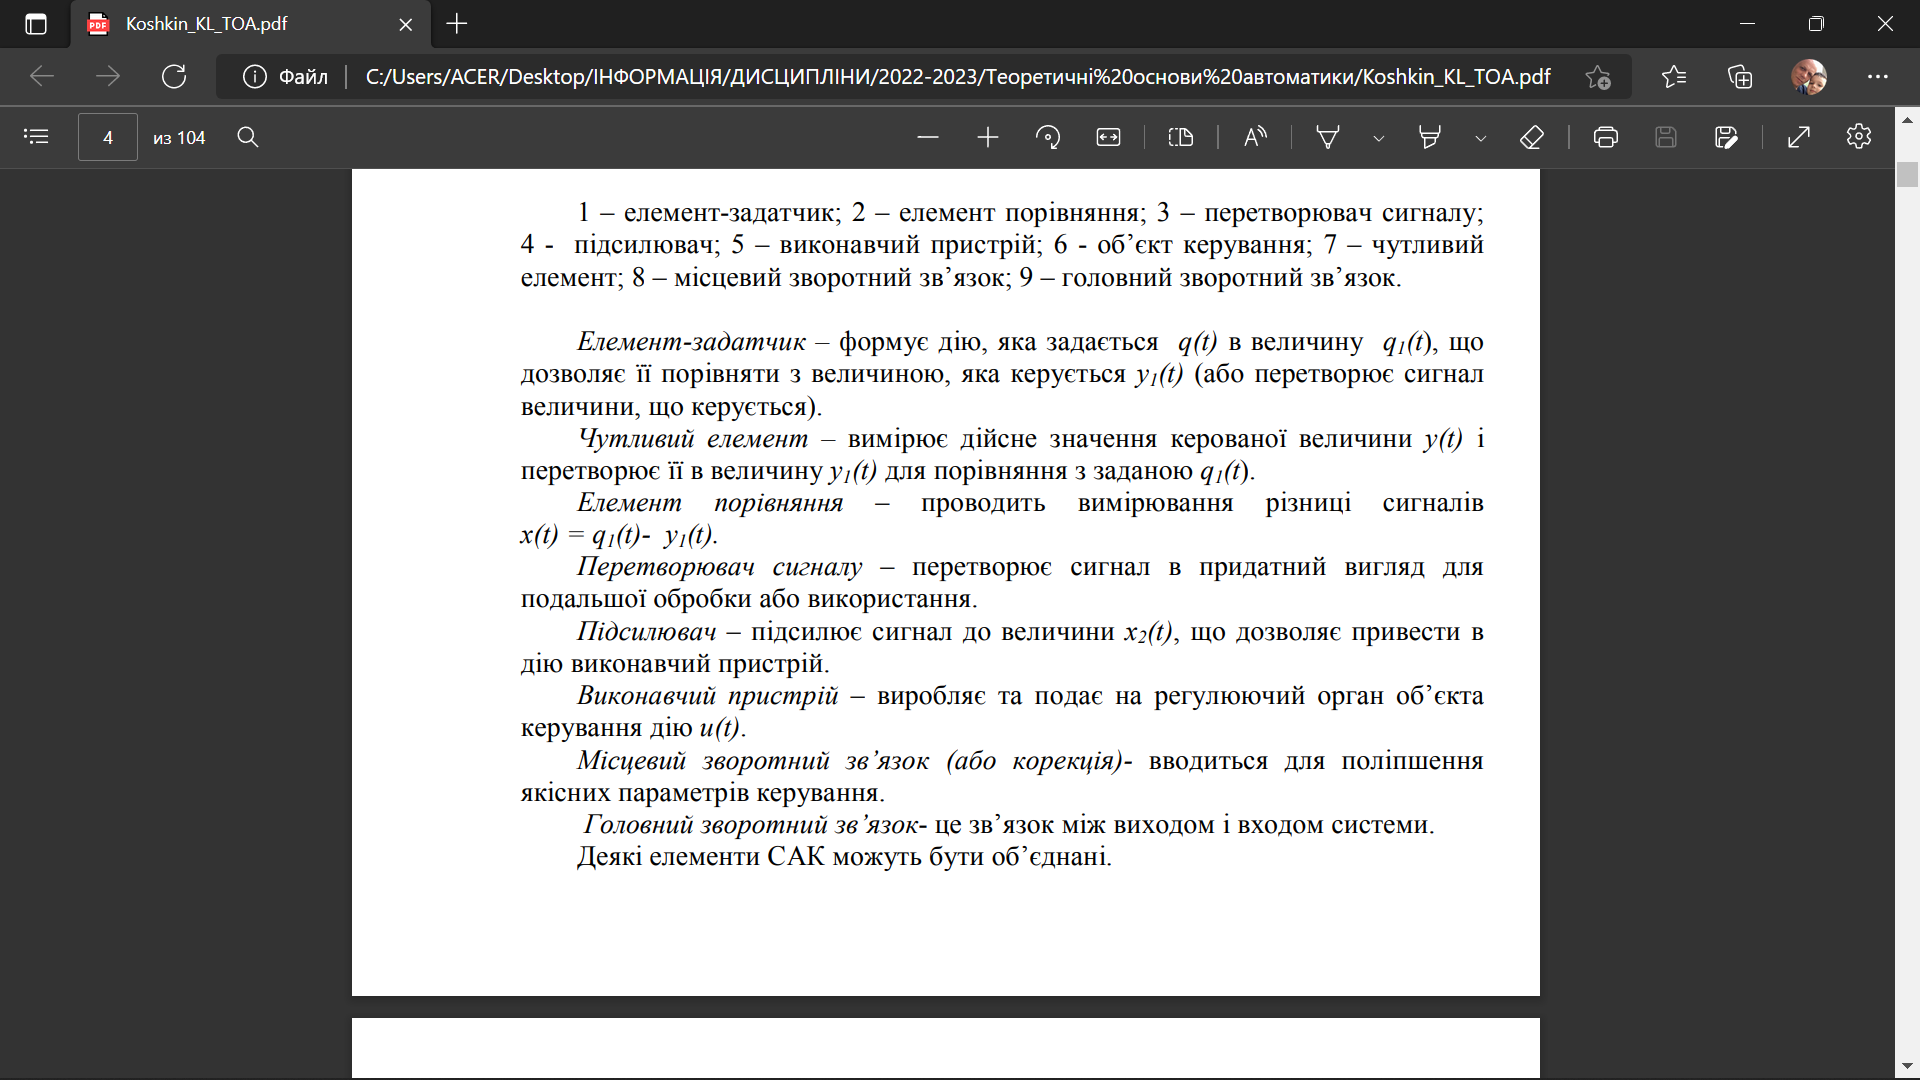 Koshkin_KL_TOA.pdf
Файл
C:/Users/ACER/Desktop/ІНФОРМАЦІЯ/ДИСЦИПЛІНИ/2022-2023/Теоретичні%20основи%20автоматики/Koshkin_KL_TOA.pdf
4 из 104
1 – елемент-задатчик; 2 – елемент порівняння; 3 – перетворювач сигналу;
4 - підсилювач; 5 – виконавчий пристрій; 6 - об’єкт керування; 7 – чутливий
елемент; 8 – місцевий зворотний зв’язок; 9 – головний зворотний зв’язок.
Елемент-задатчик – формує дію, яка задається q(t) в величину q₁(t), що
дозволяє її порівняти з величиною, яка керується y₁(t) (або перетворює сигнал
величини, що керується).
Чутливий елемент – вимірює дійсне значення керованої величини y(t) і
перетворює її в величину y₁(t) для порівняння з заданою q₁(t).
Елемент порівняння – проводить вимірювання різниці сигналів
x(t) = q₁(t)- y₁(t).
Перетворювач сигналу – перетворює сигнал в придатний вигляд для
подальшої обробки або використання.
Підсилювач – підсилює сигнал до величини x₂(t), що дозволяє привести в
дію виконавчий пристрій.
Виконавчий пристрій – виробляє та подає на регулюючий орган об’єкта
керування дію u(t).
Місцевий зворотний зв’язок (або корекція)- вводиться для поліпшення
якісних параметрів керування.
Головний зворотний зв’язок- це зв’язок між виходом і входом системи.
Деякі елементи САК можуть бути об’єднані.